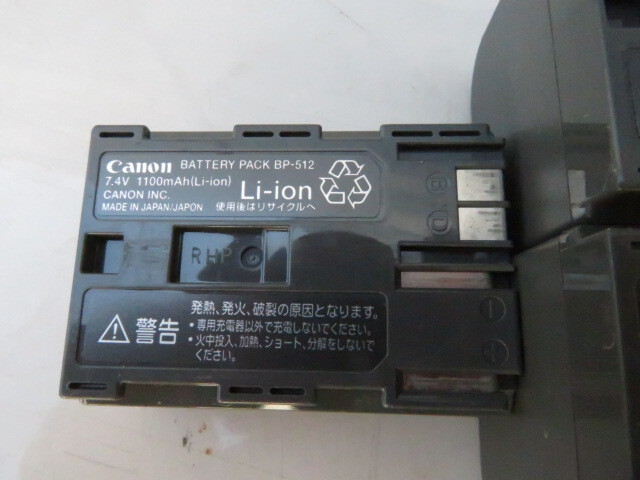 Canon BATTERY PACK BP-512
7.4V 1100mAh(Li-ion)
CANON INC. Li-ion
MADE IN JAPAN/JAPON 使用後はリサイクルへ
B
D
RHP
発熱、発火、破裂の原因となります。
⚠警告
•専用充電器以外で充電しないでください。
•火中投入、加熱、ショート、分解をしないで
ください。
−
+